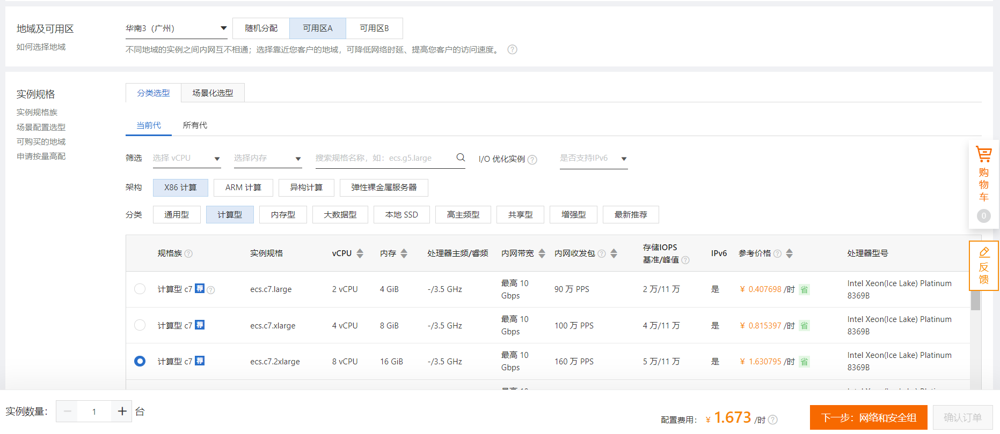 地域及可用区
如何选择地域
华南3（广州）
随机分配
可用区A
可用区B
不同地域的实例之间内网互不相通；选择靠近您客户的地域，可降低网络时延、提高您客户的访问速度。 ?
实例规格
实例规格族
场景配置选型
可购买的地域
申请按量高配
分类选型
场景化选型
当前代
所有代
筛选
选择 vCPU
选择内存
搜索规格名称，如：ecs.g5.large
I/O 优化实例 ?
是否支持IPv6
架构
X86 计算
ARM 计算
异构计算
弹性裸金属服务器
分类
通用型
计算型
内存型
大数据型
本地 SSD
高主频型
共享型
增强型
最新推荐
规格族 ?
实例规格
vCPU
内存
处理器主频/睿频
内网带宽
内网收发包 ?
存储IOPS
基准/峰值 ?
IPv6
参考价格 ?
处理器型号
计算型 c7 荐 ?
ecs.c7.large
2 vCPU
4 GiB
-/3.5 GHz
最高 10
Gbps
90 万 PPS
2 万/11 万
是
¥ 0.407698 /时 省
Intel Xeon(Ice Lake) Platinum
8369B
计算型 c7 荐
ecs.c7.xlarge
4 vCPU
8 GiB
-/3.5 GHz
最高 10
Gbps
100 万 PPS
4 万/11 万
是
¥ 0.815397 /时 省
Intel Xeon(Ice Lake) Platinum
8369B
计算型 c7 荐
ecs.c7.2xlarge
8 vCPU
16 GiB
-/3.5 GHz
最高 10
Gbps
160 万 PPS
5 万/11 万
是
¥ 1.630795 /时 省
Intel Xeon(Ice Lake) Platinum
8369B
购
物
车
0
反
馈
实例数量：
1
台
配置费用： ¥ 1.673 /时 ?
下一步：网络和安全组
确认订单